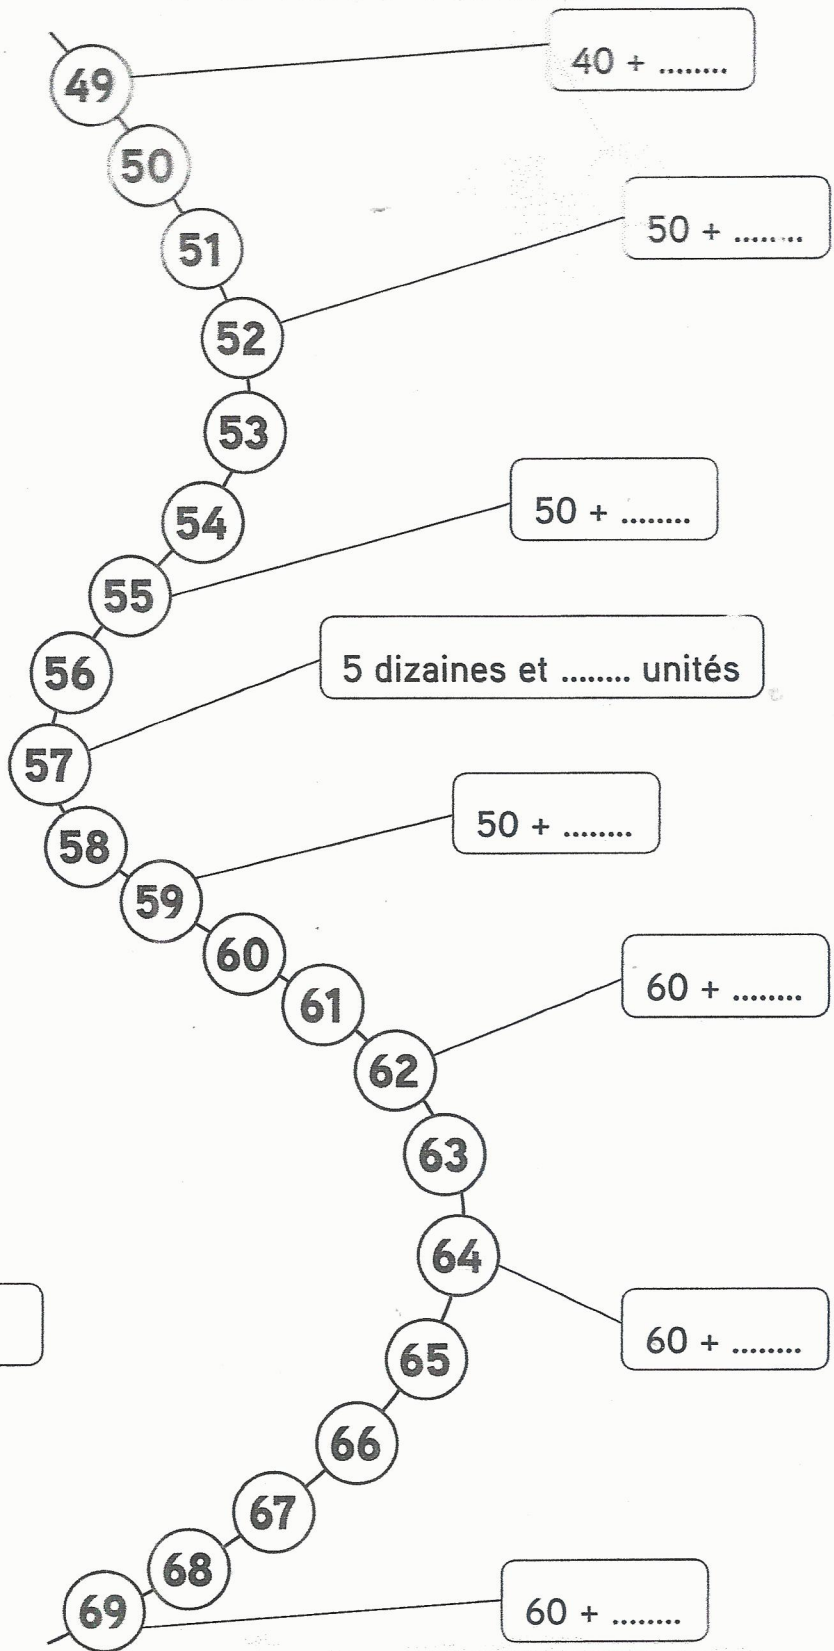 49
40 + ........
50
51
50 + ........
52
53
54
50 + ........
55
56
5 dizaines et ........ unités
57
58
50 + ........
59
60
61
60 + ........
62
63
64
60 + ........
65
66
67
68
69
60 + ........